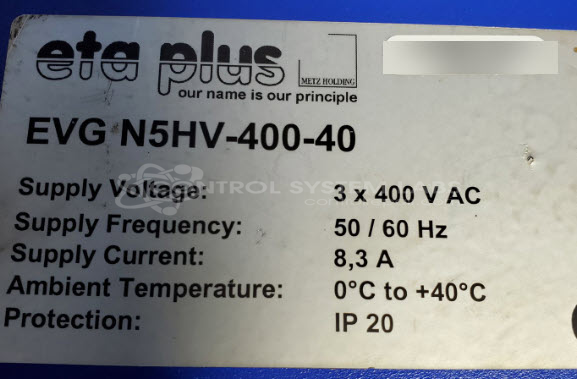 eta plus
METZ HOLDING
our name is our principle
EVG N5HV-400-40
Supply Voltage: 3 x 400 V AC
Supply Frequency: 50 / 60 Hz
Supply Current: 8,3 A
Ambient Temperature: 0°C to +40°C
Protection: IP 20